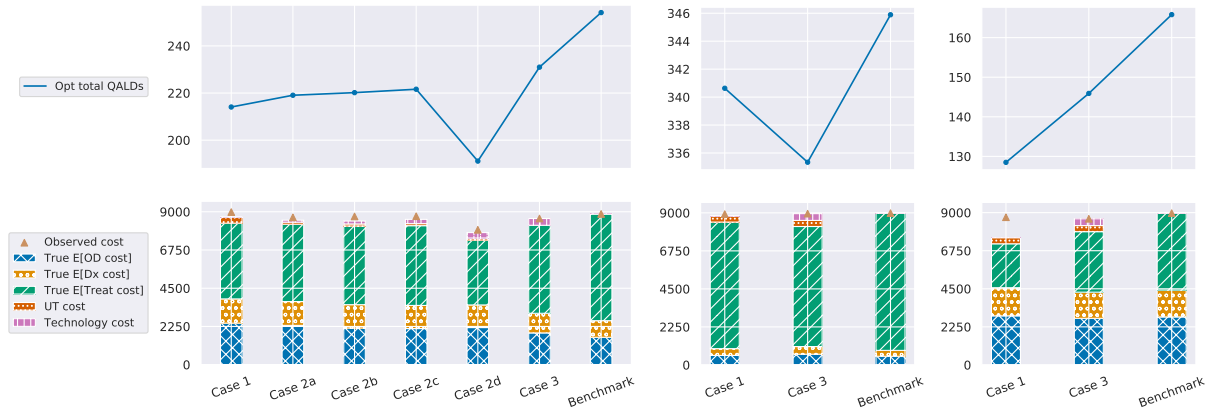 240
220
200
Opt total QALDs
346
344
342
340
338
336
160
150
140
130
9000
6750
4500
2250
0
Observed cost
True E[OD cost]
True E[Dx cost]
True E[Treat cost]
UT cost
Technology cost
Case 1
Case 2a
Case 2b
Case 2c
Case 2d
Case 3
Benchmark
9000
6750
4500
2250
0
Case 1
Case 3
Benchmark
9000
6750
4500
2250
0
Case 1
Case 3
Benchmark